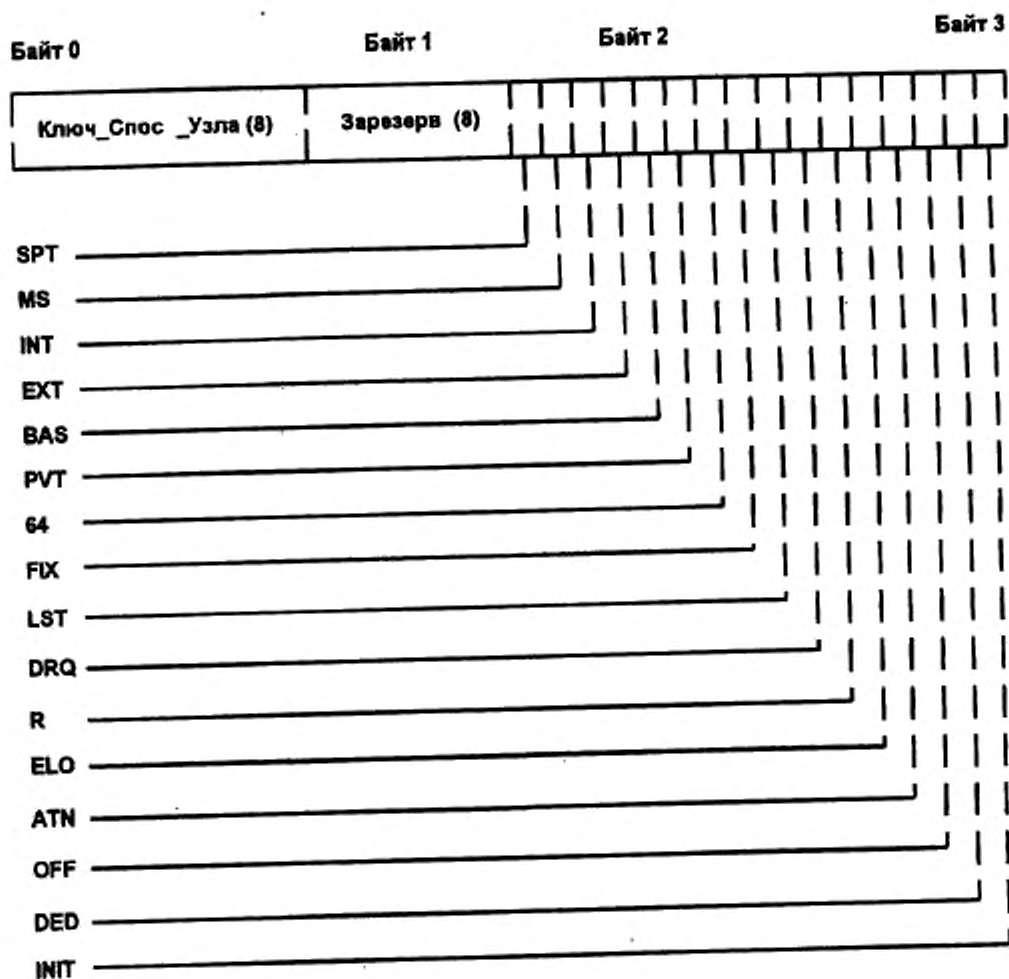 Байт 0 Байт 1 Байт 2 Байт 3
Ключ_Спос _Узла (8) Зарезерв (8)
SPT
MS
INT
EXT
BAS
PVT
64
FIX
LST
DRQ
R
ELO
ATN
OFF
DED
INIT